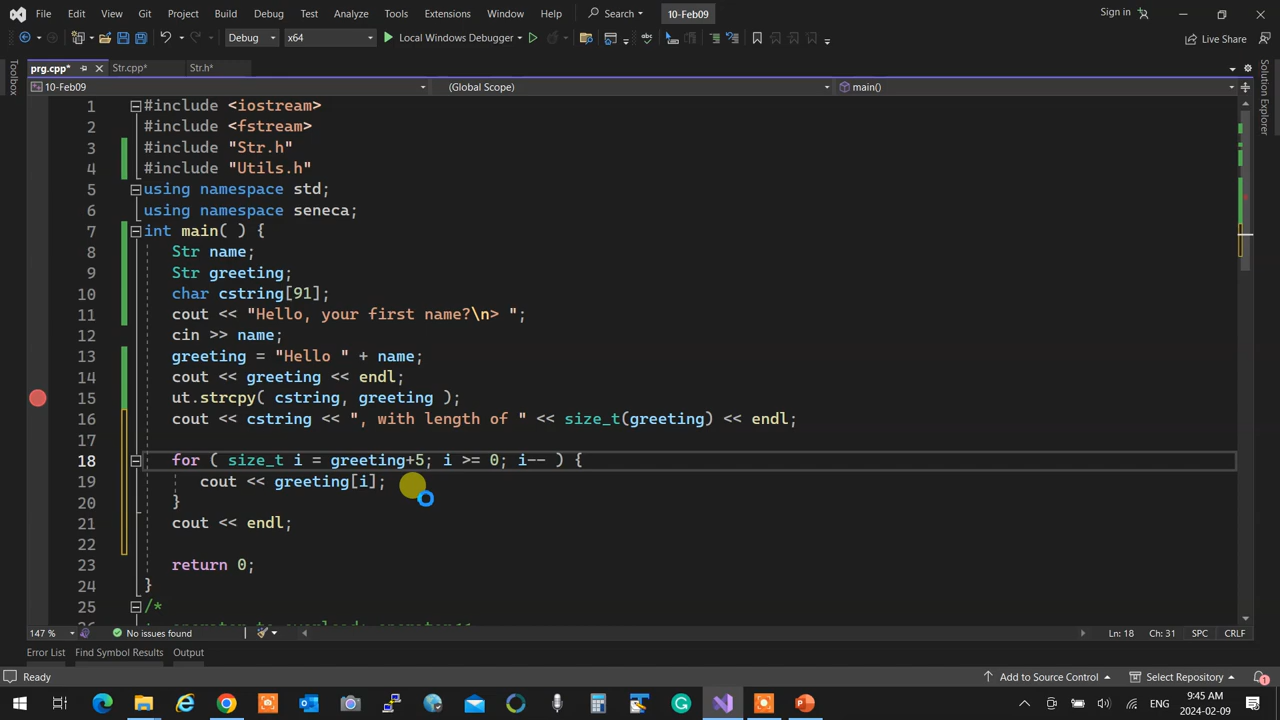 File Edit View Git Project Build Debug Test Analyze Tools Extensions Window Help Search 10-Feb09 Sign in
Debug x64 Local Windows Debugger Live Share
prg.cpp* Str.cpp* Str.h*
10-Feb09 (Global Scope) main()
Toolbox
Solution Explorer
1 #include <iostream>
2 #include <fstream>
3 #include "Str.h"
4 #include "Utils.h"
5 using namespace std;
6 using namespace seneca;
7 int main( ) {
8 Str name;
9 Str greeting;
10 char cstring[91];
11 cout << "Hello, your first name?\n> ";
12 cin >> name;
13 greeting = "Hello " + name;
14 cout << greeting << endl;
15 ut.strcpy( cstring, greeting );
16 cout << cstring << ", with length of " << size_t(greeting) << endl;
17
18 for ( size_t i = greeting+5; i >= 0; i-- ) {
19 cout << greeting[i];
20 }
21 cout << endl;
22
23 return 0;
24 }
25 /*
147 % No issues found Ln: 18 Ch: 31 SPC CRLF
Error List Find Symbol Results Output
Ready Add to Source Control Select Repository 1
ENG 9:45 AM
2024-02-09